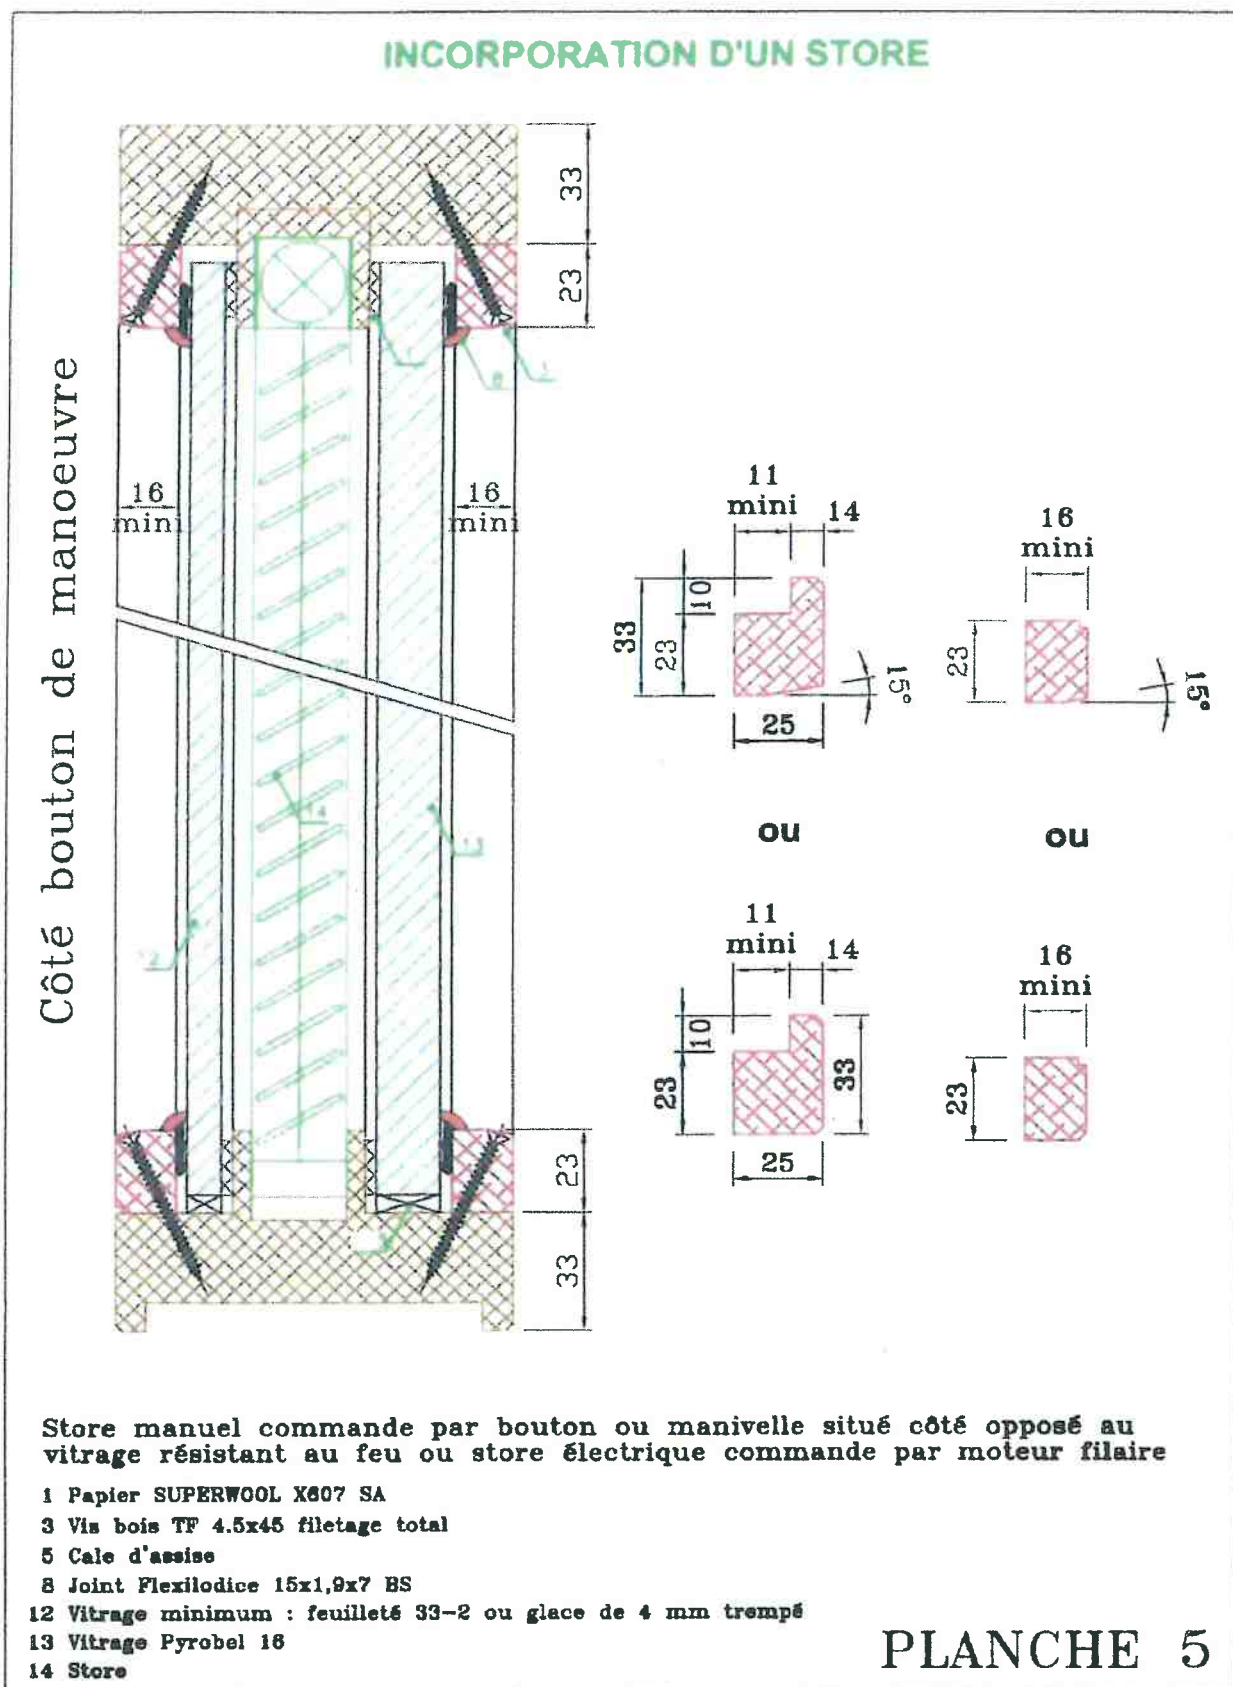 INCORPORATION D'UN STORE
33
23
Côté bouton de manoeuvre
16
mini
16
mini
8
14
23
33
11
mini
14
10
33
23
15°
25
16
mini
23
15°
ou
ou
11
mini
14
10
23
33
25
16
mini
23
Store manuel commande par bouton ou manivelle situé côté opposé au
vitrage résistant au feu ou store électrique commande par moteur filaire
1 Papier SUPERWOOL X607 SA
3 Vis bois TF 4.5x45 filetage total
5 Cale d'assise
8 Joint Flexilodice 15x1,9x7 BS
12 Vitrage minimum : feuilleté 33-2 ou glace de 4 mm trempé
13 Vitrage Pyrobel 16
14 Store
PLANCHE 5